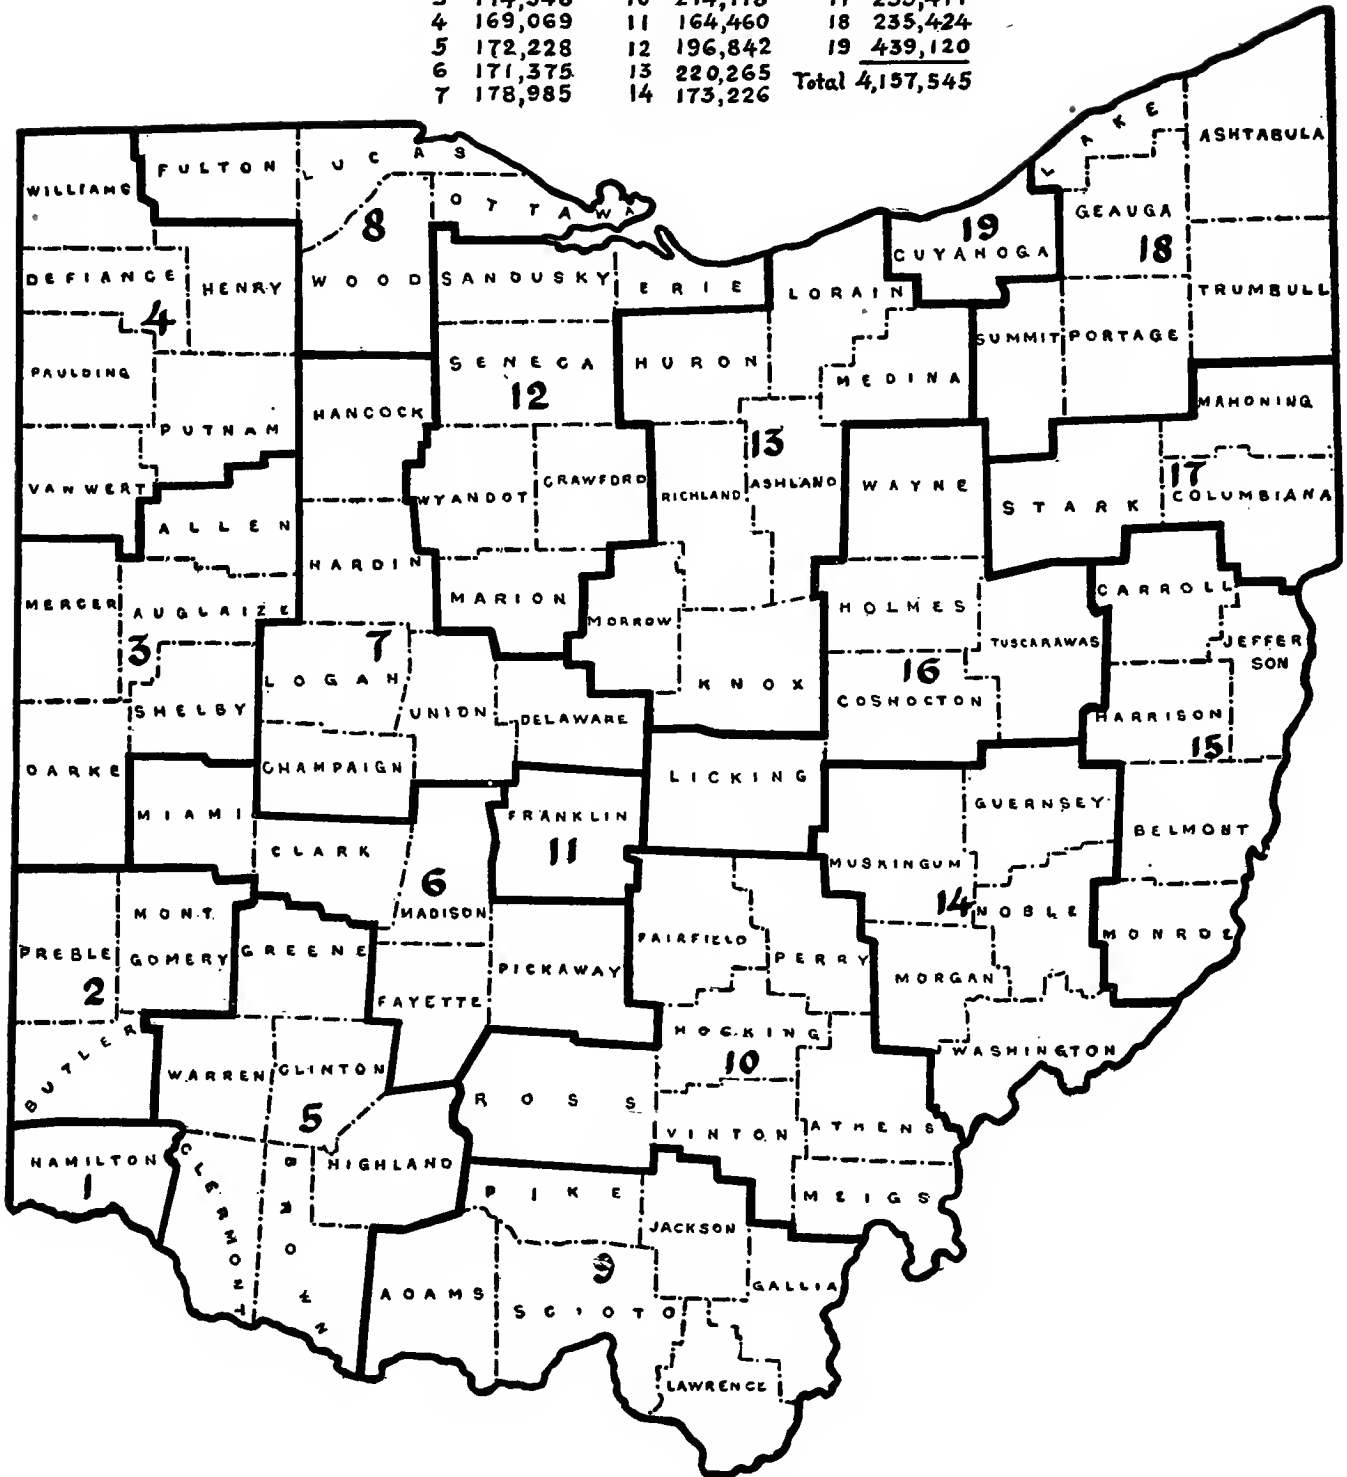 4 169,069 11 164,460 18 235,424
5 172,228 12 196,842 19 439,120
6 171,375 13 220,265 Total 4,157,545
7 178,985 14 173,226
LAKE
ASHTABULA
FULTON
LUCAS
WILLIAMS
OTTAWA
8
GEAUGA
19
CUYAHOGA
18
DEFIANCE
HENRY
WOOD
SANDUSKY
ERIE
LORAIN
TRUMBULL
4
SUMMIT
PORTAGE
PAULDING
SENECA
HURON
MEDINA
12
HANCOCK
MAHONING
PUTNAM
13
VAN WERT
WYANDOT
CRAWFORD
RICHLAND
ASHLAND
WAYNE
STARK
17
COLUMBIANA
ALLEN
HARDIN
MERCER
AUGLAIZE
MARION
MORROW
HOLMES
CARROLL
3
7
TUSCARAWAS
JEFFER
SON
LOGAN
KNOX
16
COSHOCTON
SHELBY
UNION
DELAWARE
HARRISON
15
DARKE
CHAMPAIGN
LICKING
MIAMI
FRANKLIN
GUERNSEY
BELMONT
CLARK
11
MUSKINGUM
6
MADISON
14
NOBLE
MONT
GOMERY
PREBLE
GREENE
FAIRFIELD
PERRY
MONROE
2
PICKAWAY
MORGAN
FAYETTE
HOCKING
BUTLER
10
WASHINGTON
WARREN
CLINTON
ROSS
5
VINTON
ATHENS
HAMILTON
1
CLERMONT
BROWN
HIGHLAND
PIKE
MEIGS
JACKSON
9
ADAMS
SCIOTO
GALLIA
LAWRENCE